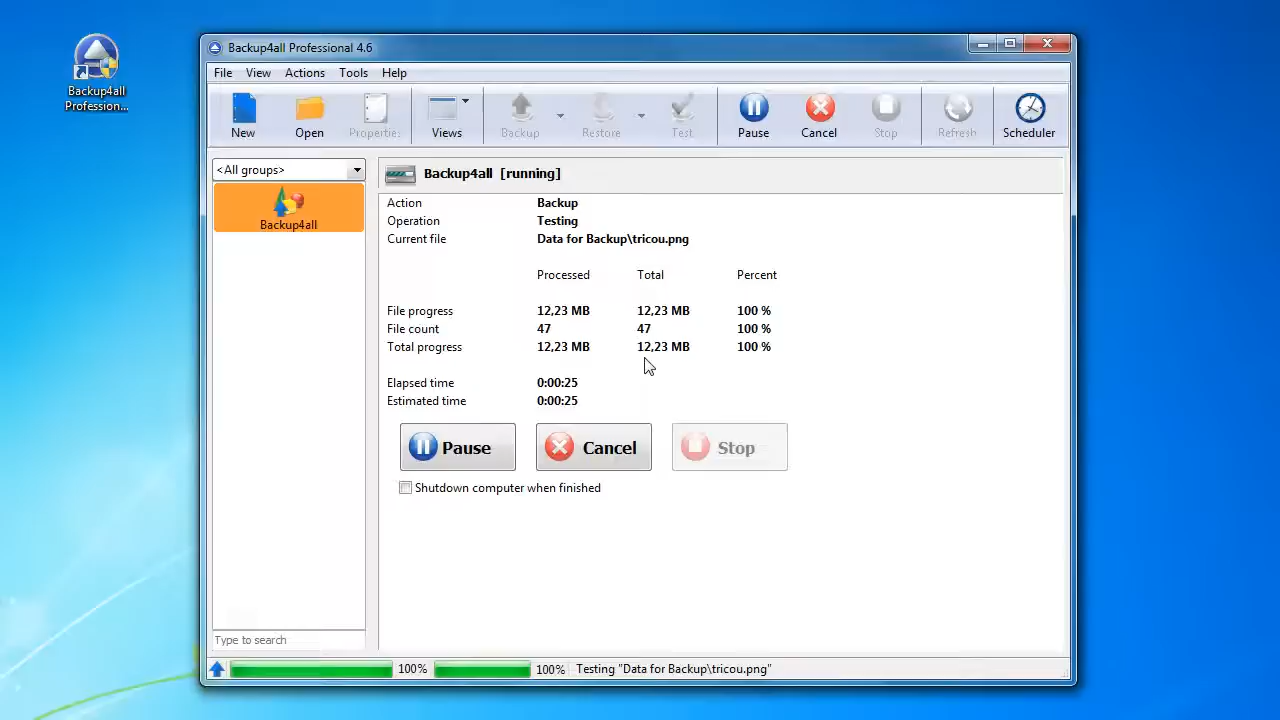 Backup4all
Profession...
Backup4all Professional 4.6
File View Actions Tools Help
New Open Properties Views Backup Restore Test Pause Cancel Stop Refresh Scheduler
<All groups>
Backup4all
Backup4all [running]
Action Backup
Operation Testing
Current file Data for Backup\tricou.png
Processed Total Percent
File progress 12,23 MB 12,23 MB 100 %
File count 47 47 100 %
Total progress 12,23 MB 12,23 MB 100 %
Elapsed time 0:00:25
Estimated time 0:00:25
Pause Cancel Stop
Shutdown computer when finished
Type to search
100% 100% Testing "Data for Backup\tricou.png"